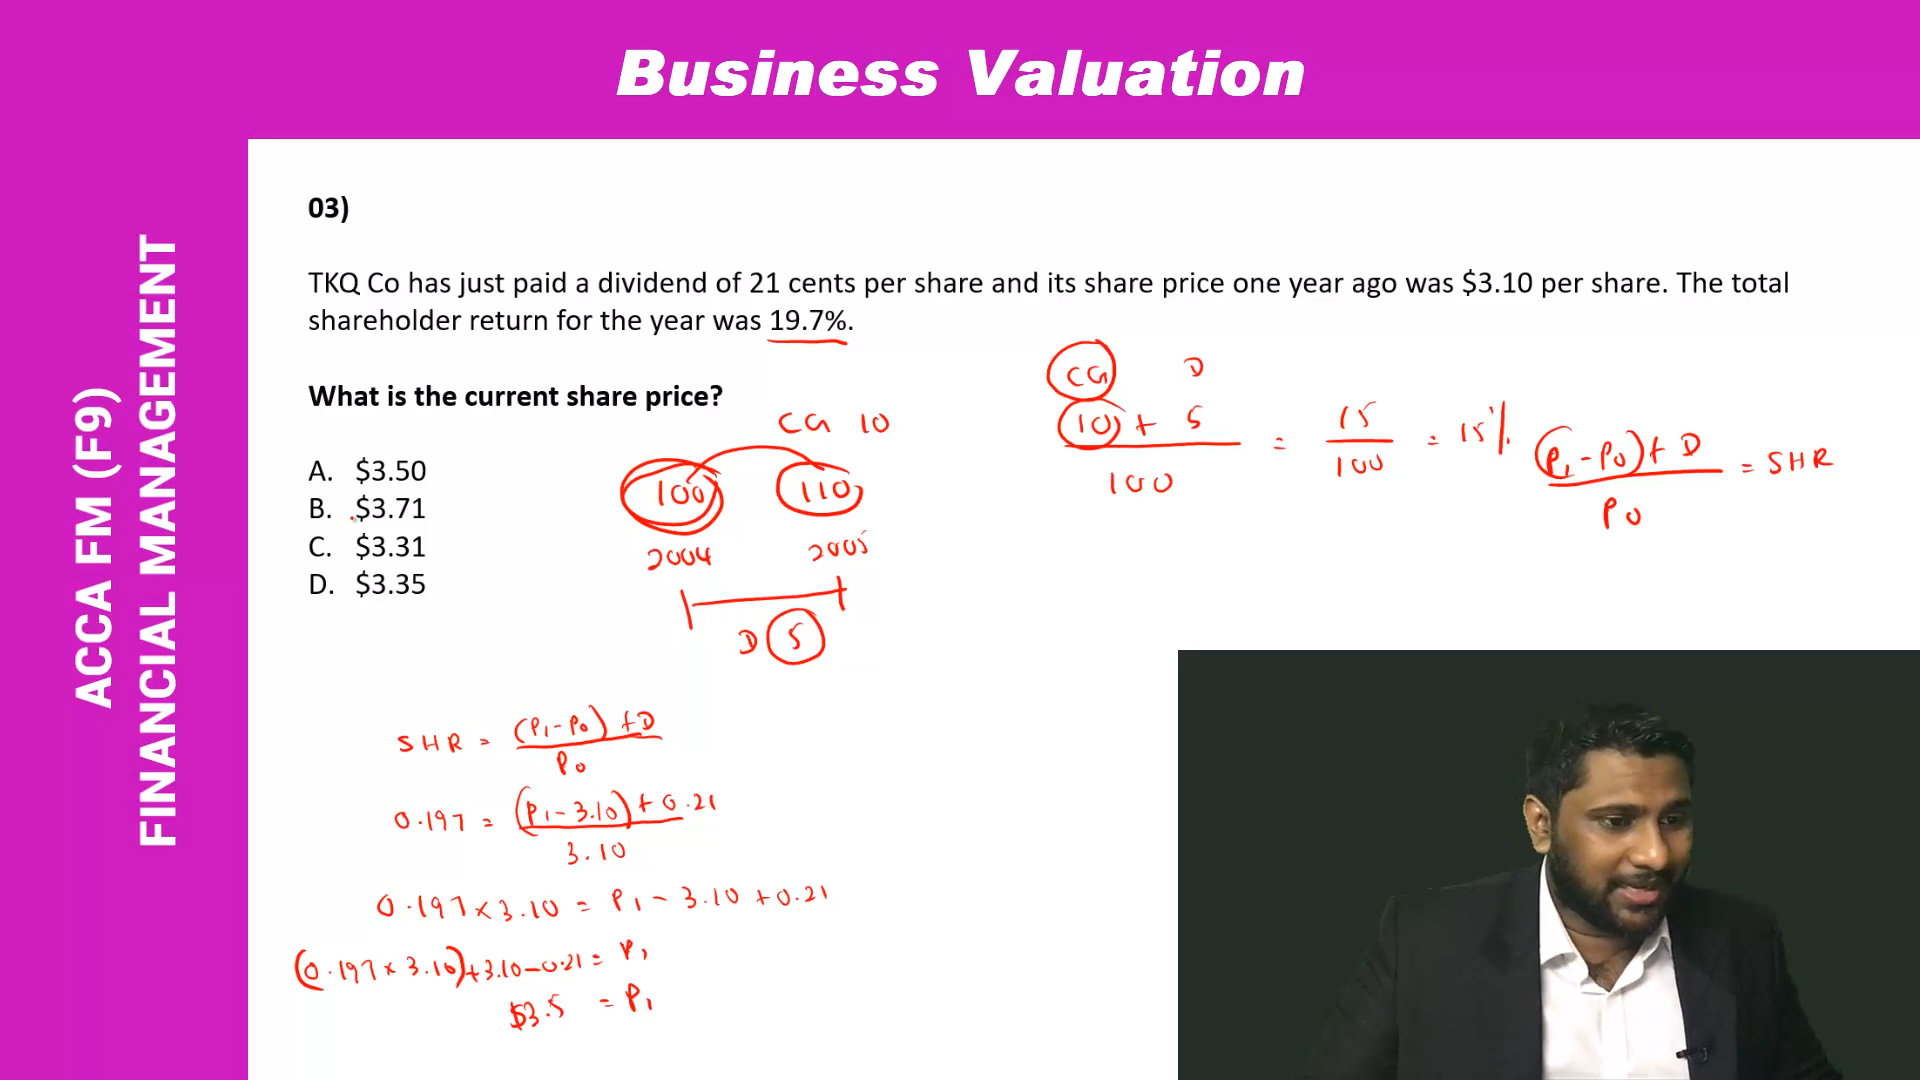 Business Valuation
ACCA FM (F9)
FINANCIAL MANAGEMENT
03)
TKQ Co has just paid a dividend of 21 cents per share and its share price one year ago was $3.10 per share. The total
shareholder return for the year was 19.7%.
What is the current share price?
A. $3.50
B. $3.71
C. $3.31
D. $3.35
CG 10
100 110
2004 2005
D 5
CG D
10 + 5
100
= 15
100
= 15%
(P1 - P0) + D
P0
= SHR
SHR = (P1 - P0) + D
P0
0.197 = (P1 - 3.10) + 0.21
3.10
0.197 × 3.10 = P1 - 3.10 + 0.21
(0.197 × 3.10) + 3.10 - 0.21 = P1
$3.5 = P1